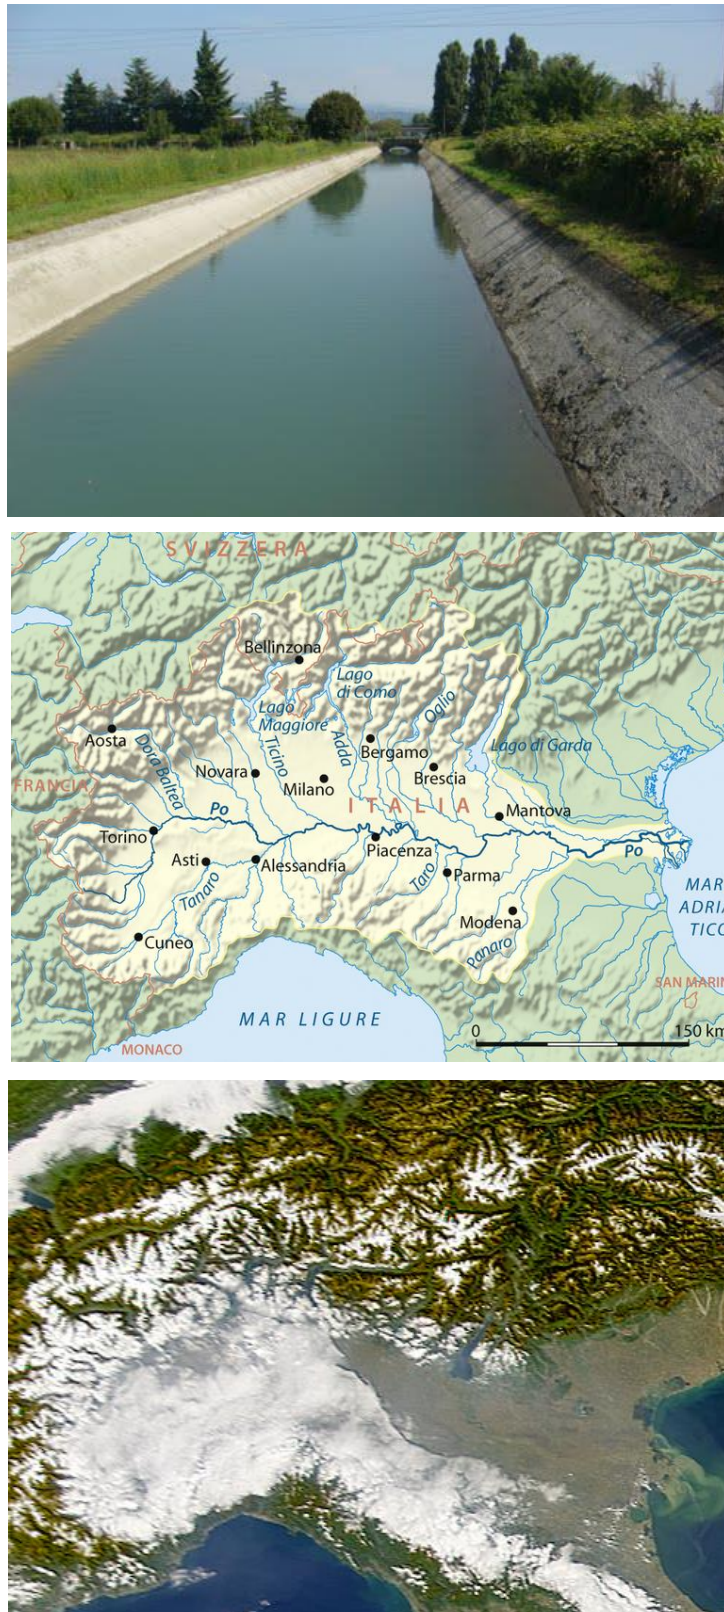 SVIZZERA
Bellinzona
Lago
di Como
Lago
Maggiore
Oglio
Aosta
Dora Baltea
Ticino
Adda
Bergamo
Lago di Garda
Novara
Milano
Brescia
FRANCIA
ITALIA
Po
Mantova
Torino
Piacenza
Po
Asti
Alessandria
Tanaro
Taro
Parma
MAR
ADRIA
TICO
Modena
Cuneo
Panaro
SAN MARIN
MAR LIGURE
0 150 km
MONACO